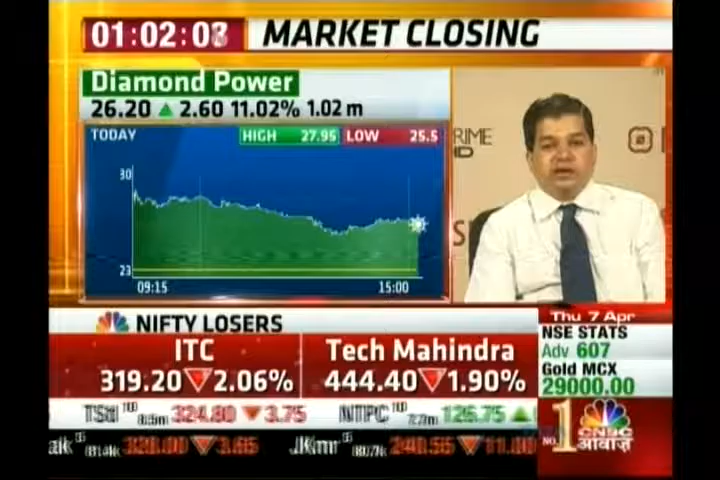 01:02:08 MARKET CLOSING
Diamond Power
26.20 ▲ 2.60 11.02% 1.02 m
TODAY HIGH 27.95 LOW 25.5
30
23
09:15 15:00
NIFTY LOSERS
ITC
319.20 ▼ 2.06%
Tech Mahindra
444.40 ▼ 1.90%
Thu 7 Apr
NSE STATS
Adv 607
Gold MCX
29000.00
324.80 ▼ 3.75 NTPC 125.75 ▲
328.00 ▼ 3.65
NO. 1 CNBC आवाज़